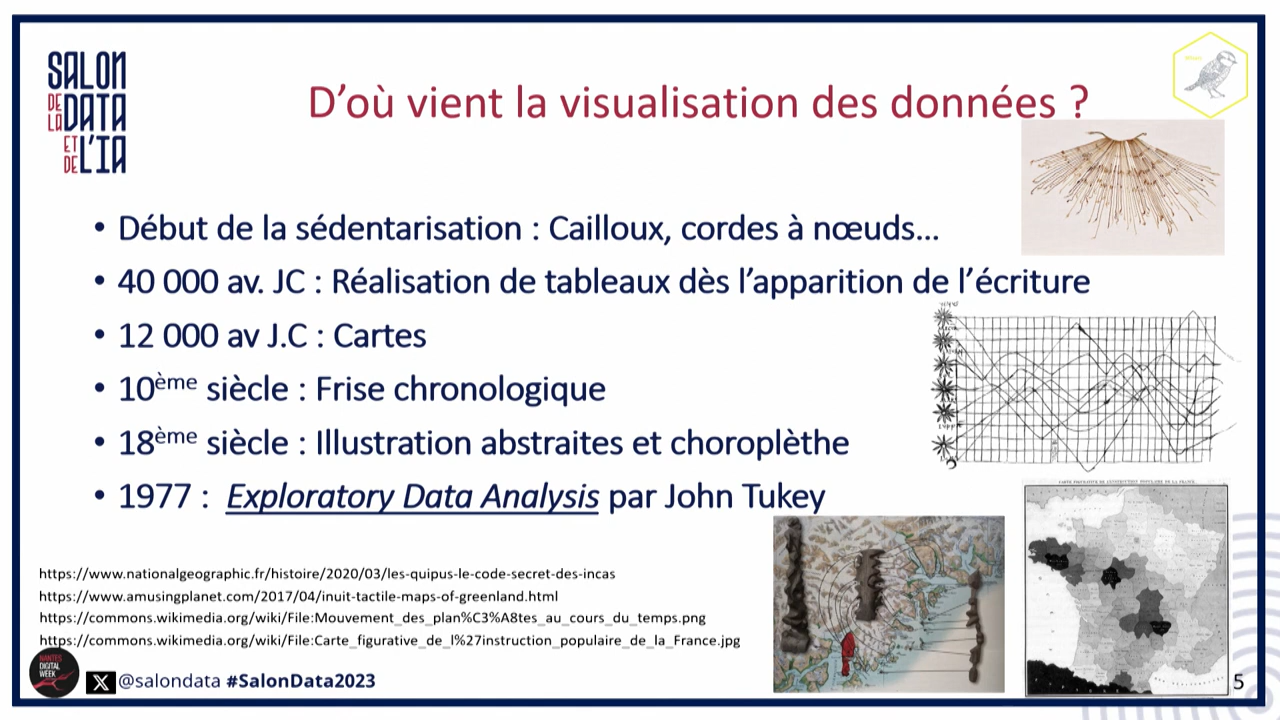 SALON
DE LA DATA
ET DE L'IA
D'où vient la visualisation des données ?
• Début de la sédentarisation : Cailloux, cordes à nœuds...
• 40 000 av. JC : Réalisation de tableaux dès l'apparition de l'écriture
• 12 000 av J.C : Cartes
• 10ème siècle : Frise chronologique
• 18ème siècle : Illustration abstraites et choroplèthe
• 1977 : Exploratory Data Analysis par John Tukey
https://www.nationalgeographic.fr/histoire/2020/03/les-quipus-le-code-secret-des-incas
https://www.amusingplanet.com/2017/04/inuit-tactile-maps-of-greenland.html
https://commons.wikimedia.org/wiki/File:Mouvement_des_plan%C3%A8tes_au_cours_du_temps.png
https://commons.wikimedia.org/wiki/File:Carte_figurative_de_l%27instruction_populaire_de_la_France.jpg
NANTES
DIGITAL
WEEK
@salondata #SalonData2023
5